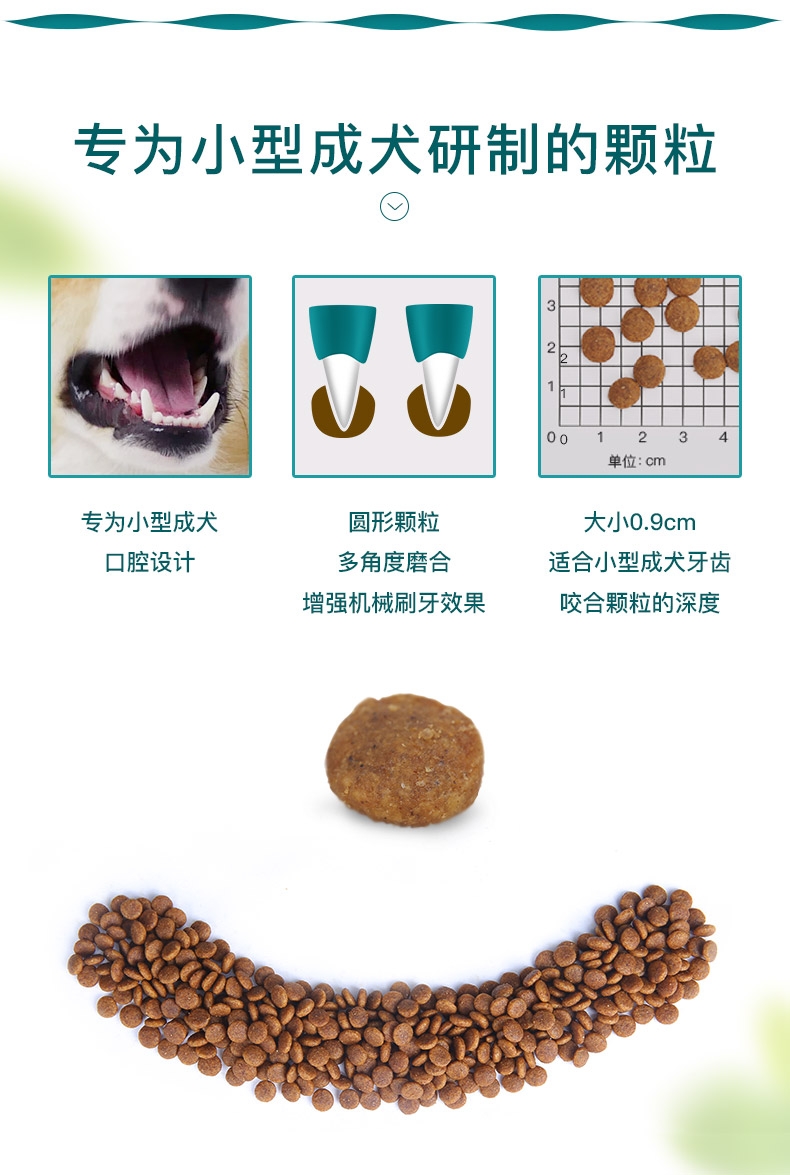 专为小型成犬研制的颗粒
专为小型成犬
口腔设计
圆形颗粒
多角度磨合
增强机械刷牙效果
3
2
2
1
1
0 0 1 2 3 4
单位: cm
大小0.9cm
适合小型成犬牙齿
咬合颗粒的深度